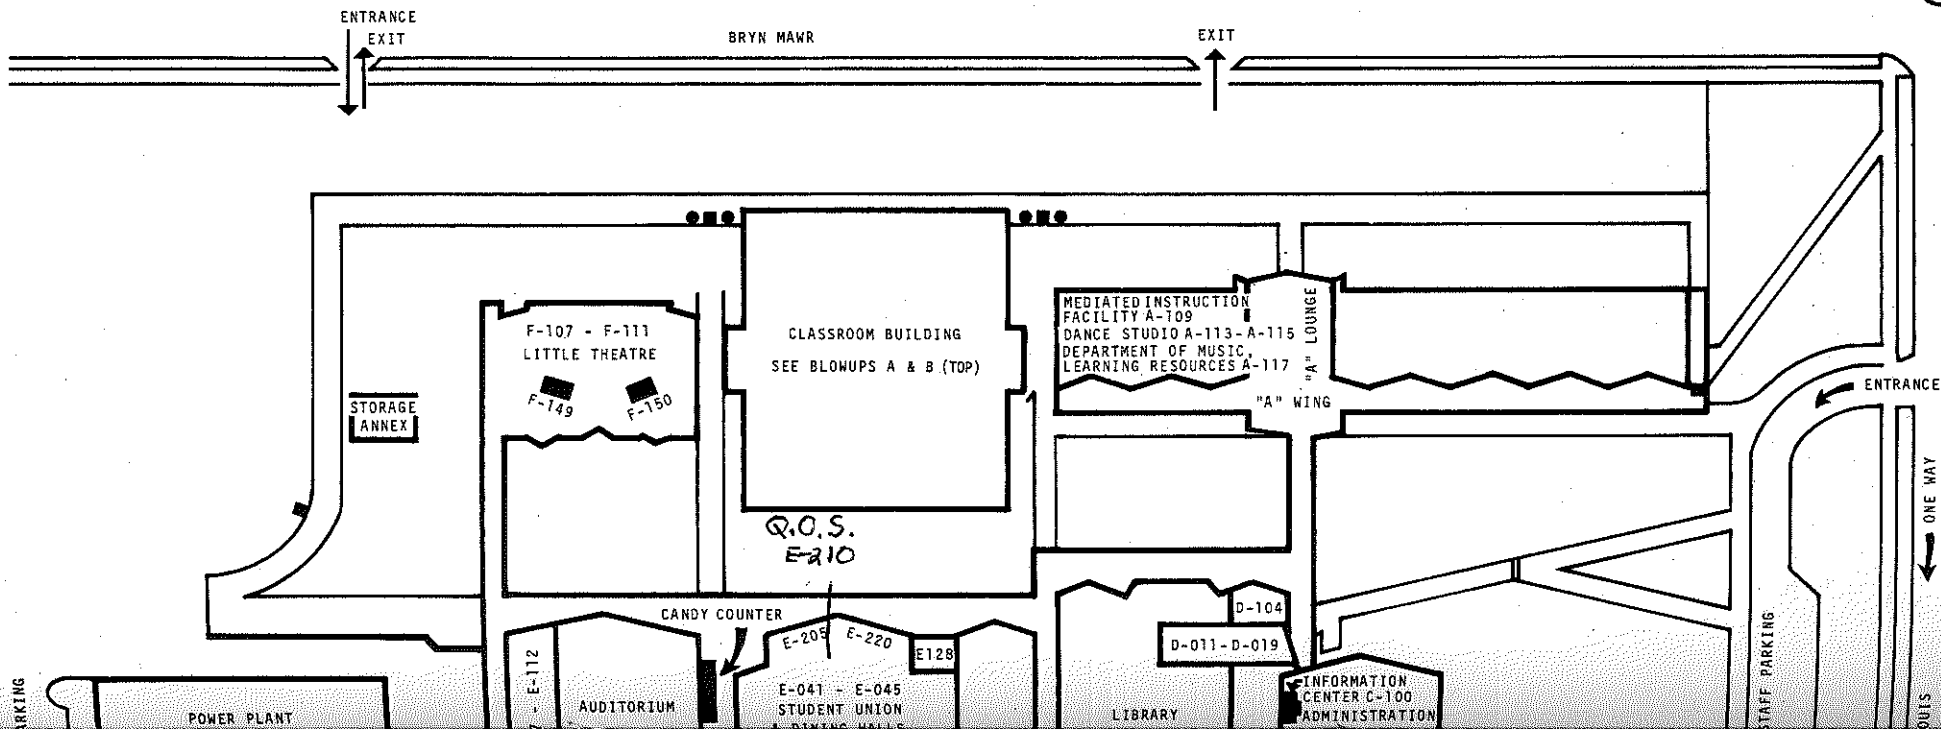 ENTRANCE
EXIT
BRYN MAWR
EXIT
F-107 - F-111
LITTLE THEATRE
F-149
F-150
STORAGE
ANNEX
CLASSROOM BUILDING
SEE BLOWUPS A & B (TOP)
MEDIATED INSTRUCTION
FACILITY A-109
DANCE STUDIO A-113-A-115
DEPARTMENT OF MUSIC,
LEARNING RESOURCES A-117
"A" LOUNGE
"A" WING
ENTRANCE
ONE WAY
Q.O.S.
E-210
CANDY COUNTER
E-205
E-220
E128
D-104
D-011-D-019
E-112
AUDITORIUM
E-041 - E-045
STUDENT UNION
& DINING HALLS
LIBRARY
INFORMATION
CENTER C-100
ADMINISTRATION
STAFF PARKING
POWER PLANT